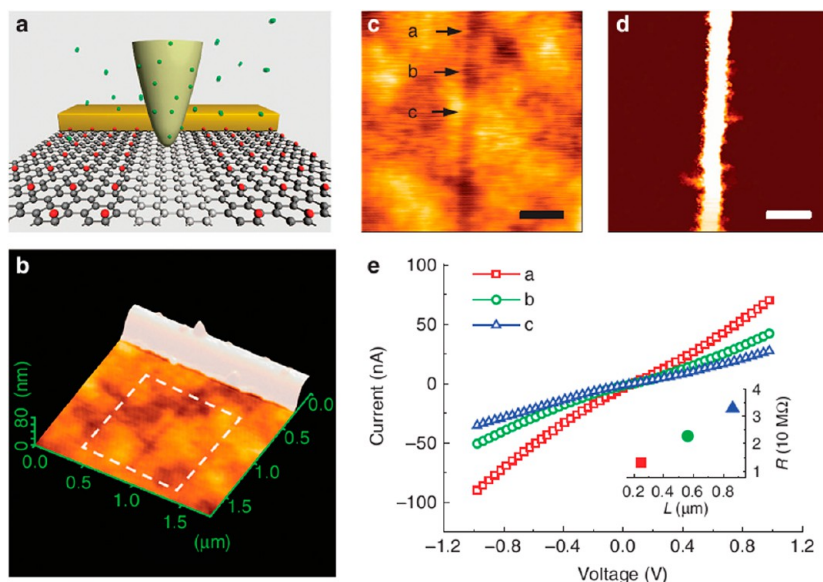 a
b
80 (nm)
0
0.0
0.5
1.0
1.5
(μm)
0.0
0.5
1.0
1.5
c
a
b
c
d
e
a
b
c
Current (nA)
100
50
0
−50
−100
−1.2 −0.8 −0.4 0.0 0.4 0.8 1.2
Voltage (V)
R (10 MΩ)
4
3
2
1
0.2 0.4 0.6 0.8
L (μm)